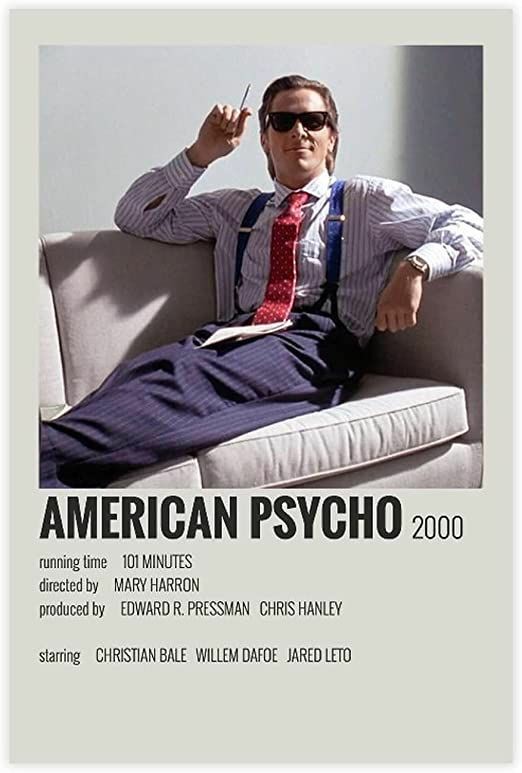 AMERICAN PSYCHO 2000
running time 101 MINUTES
directed by MARY HARRON
produced by EDWARD R. PRESSMAN CHRIS HANLEY
starring CHRISTIAN BALE WILLEM DAFOE JARED LETO